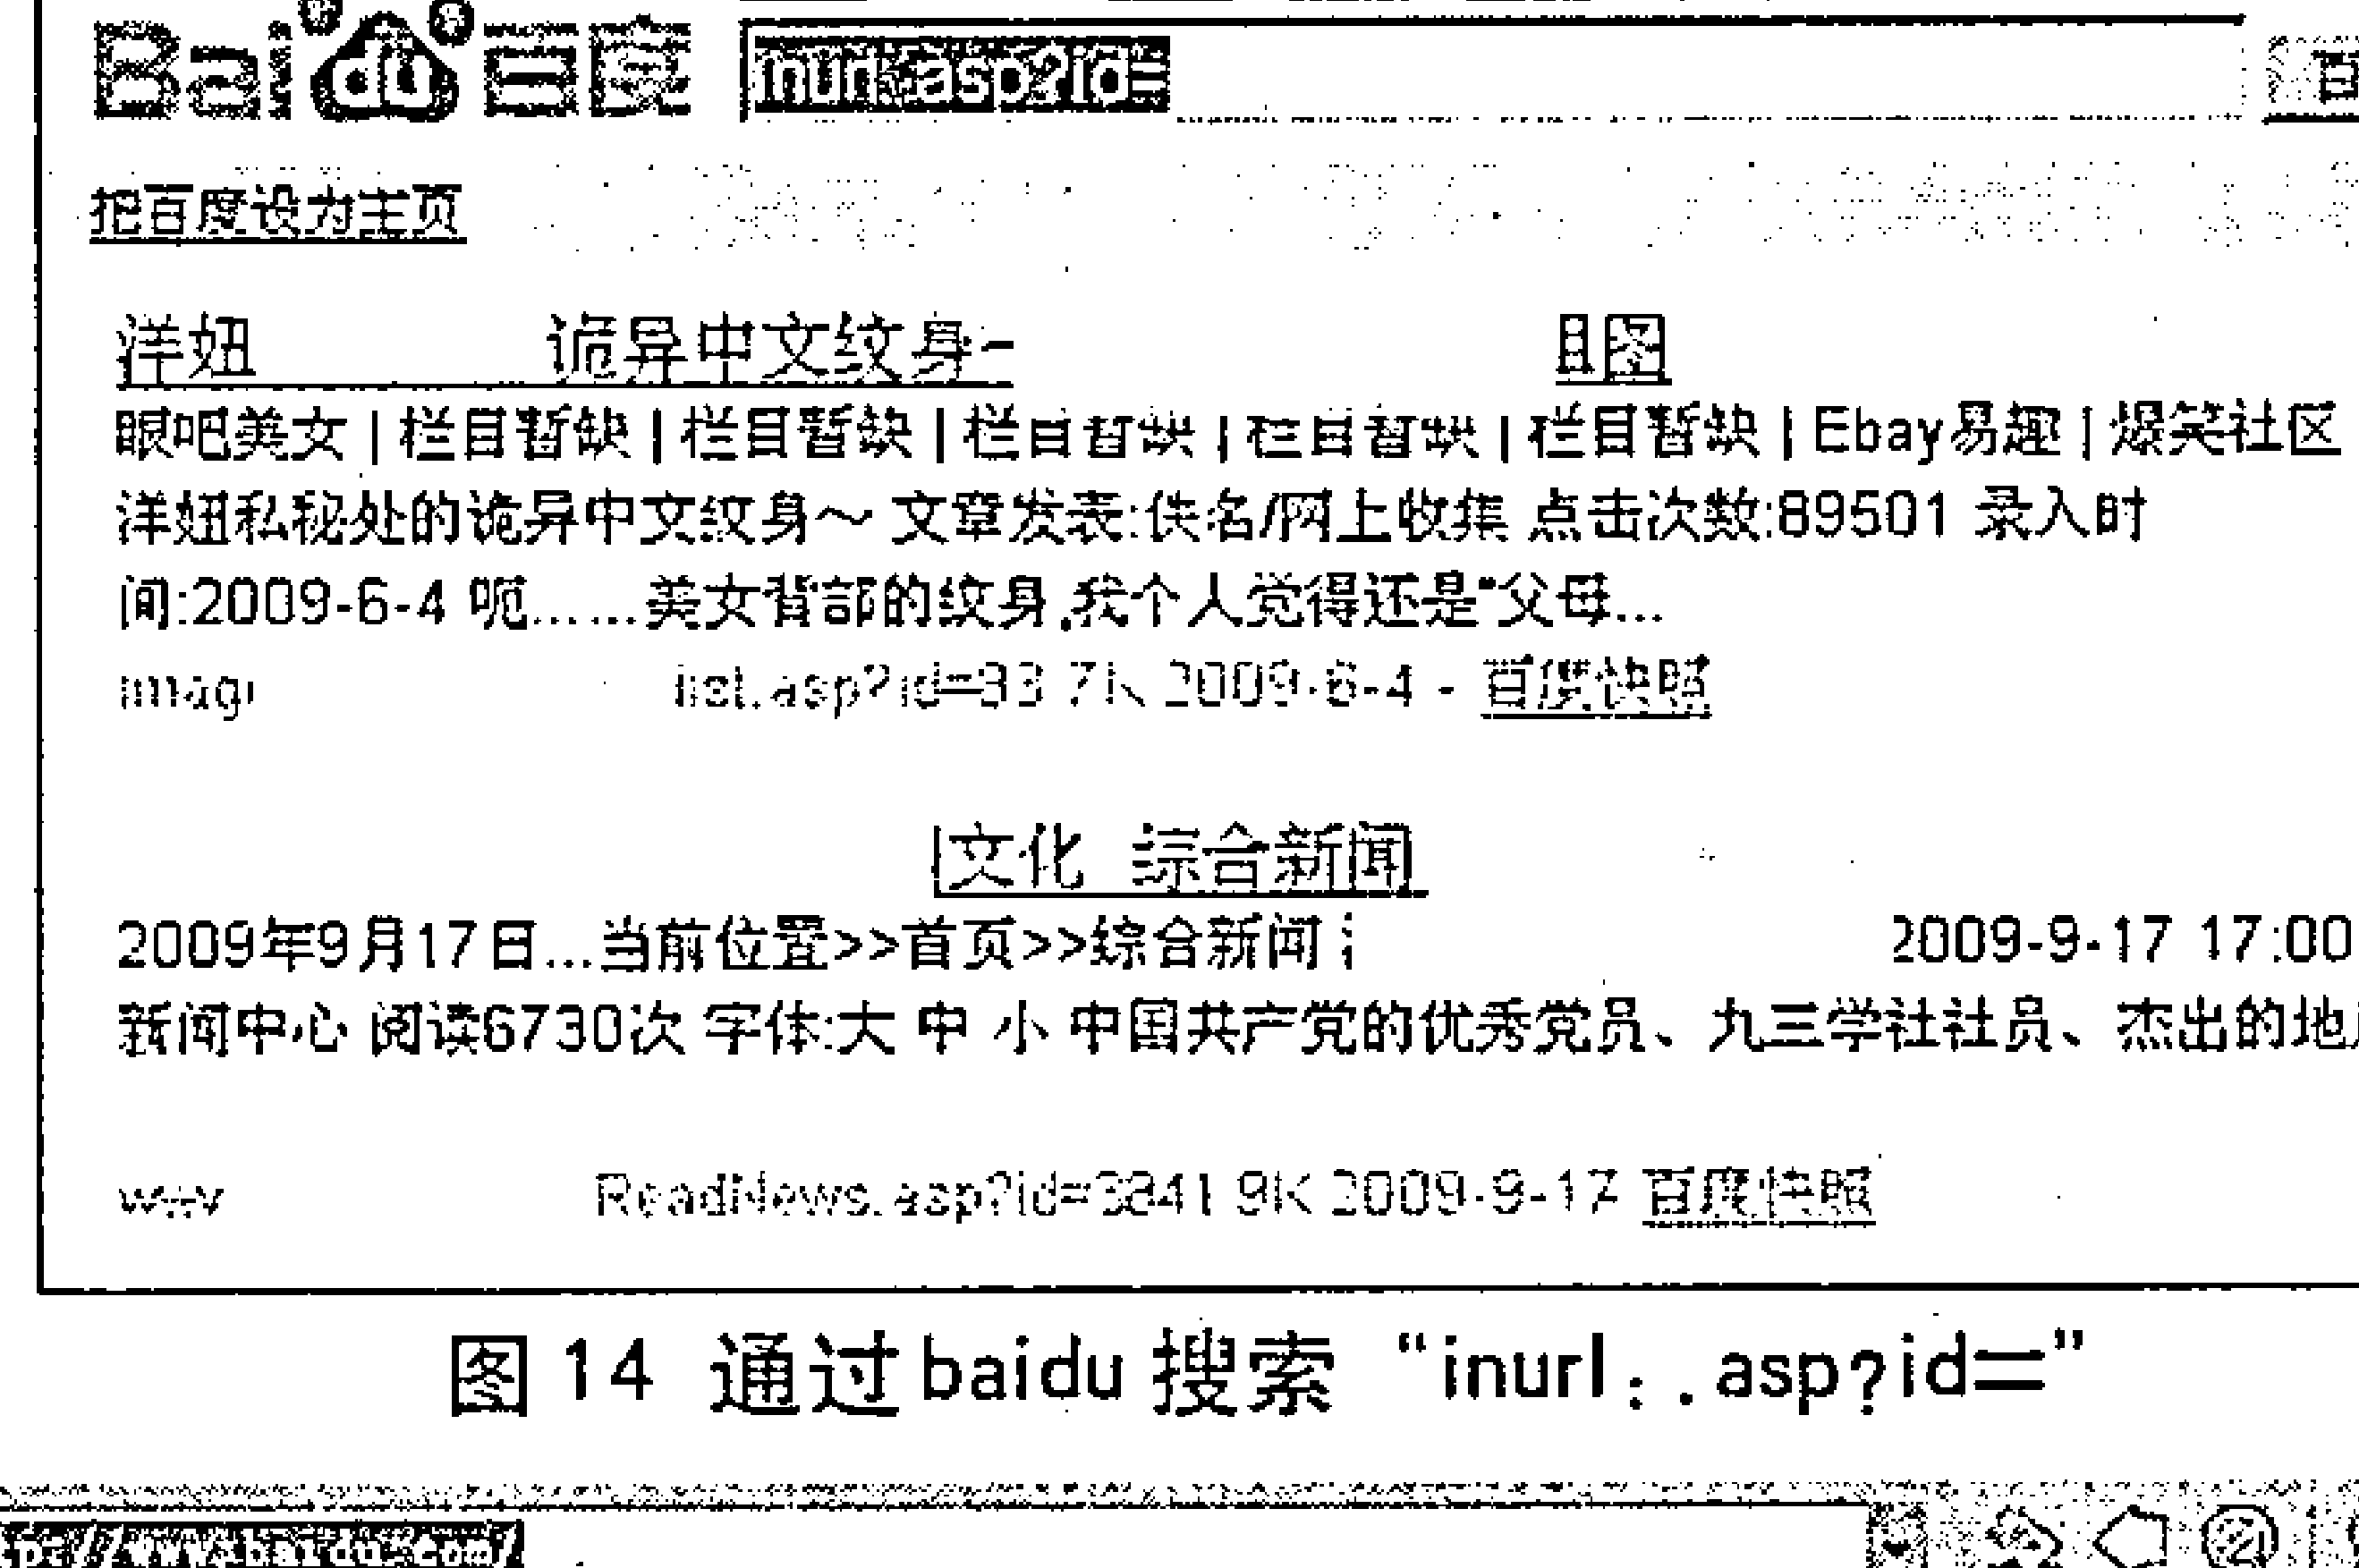 Bai du 百度 inurl:.asp?id=
把百度设为主页
洋妞 诡异中文纹身~ 图
眼吧美女 | 栏目暂缺 | 栏目暂缺 | 栏目暂缺 | 栏目暂缺 | 栏目暂缺 | Ebay易趣 | 爆笑社区
洋妞私秘处的诡异中文纹身～ 文章发表:佚名/网上收集 点击次数:89501 录入时
间:2009-6-4 呃……美女背部的纹身,我个人觉得还是“父母...
imag list.asp?id=33 7K 2009-6-4 - 百度快照
文化 综合新闻
2009年9月17日...当前位置>>首页>>综合新闻 2009-9-17 17:00
新闻中心 阅读6730次 字体:大 中 小 中国共产党的优秀党员、九三学社社员、杰出的地
ReadNews.asp?id=3841 9K 2009-9-17 百度快照
图 14 通过 baidu 搜索 “inurl: .asp?id=”
tp://www.baidu.com/